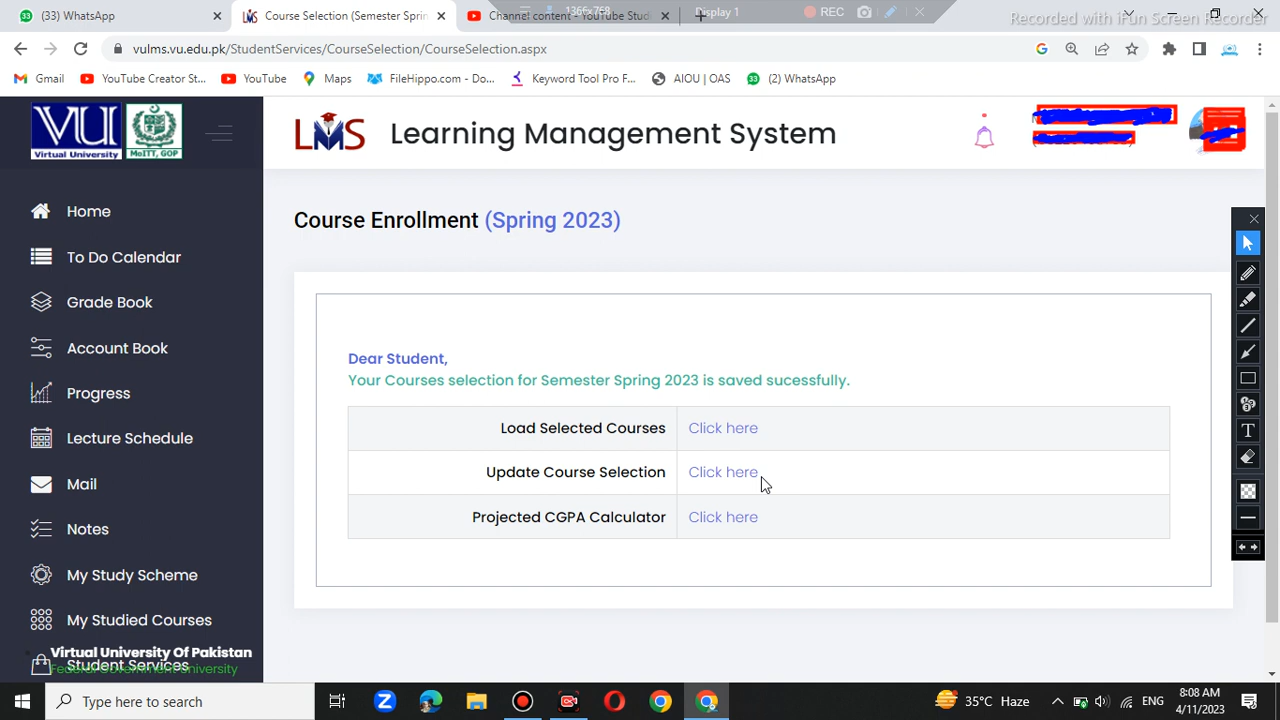 (33) WhatsApp
Course Selection (Semester Sprin
Channel content - YouTube Stud
1366x768
Display 1
REC
Recorded with iFun Screen Recorder
vulms.vu.edu.pk/StudentServices/CourseSelection/CourseSelection.aspx
Gmail
YouTube Creator St...
YouTube
Maps
FileHippo.com - Do...
Keyword Tool Pro F...
AIOU | OAS
(2) WhatsApp
VU
Virtual University
MoITT, GOP
LMS
Learning Management System
Home
To Do Calendar
Grade Book
Account Book
Progress
Lecture Schedule
Mail
Notes
My Study Scheme
My Studied Courses
Student Services
Virtual University Of Pakistan
Federal Government University
Course Enrollment (Spring 2023)
Dear Student,
Your Courses selection for Semester Spring 2023 is saved sucessfully.
Load Selected Courses Click here
Update Course Selection Click here
Projected CGPA Calculator Click here
T
Type here to search
35°C Haze
ENG
8:08 AM
4/11/2023